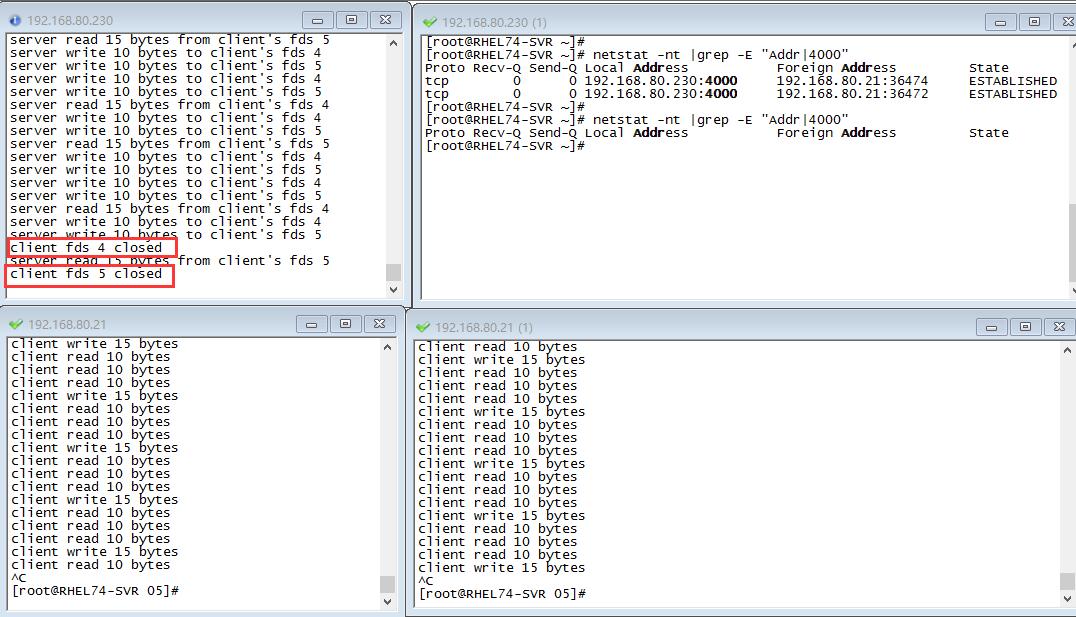 192.168.80.230
server read 15 bytes from client's fds 5
server write 10 bytes to client's fds 4
server write 10 bytes to client's fds 5
server write 10 bytes to client's fds 4
server write 10 bytes to client's fds 5
server read 15 bytes from client's fds 4
server write 10 bytes to client's fds 4
server write 10 bytes to client's fds 5
server read 15 bytes from client's fds 5
server write 10 bytes to client's fds 4
server write 10 bytes to client's fds 5
server write 10 bytes to client's fds 4
server write 10 bytes to client's fds 5
server read 15 bytes from client's fds 4
server write 10 bytes to client's fds 4
server write 10 bytes to client's fds 5
client fds 4 closed
server read 15 bytes from client's fds 5
client fds 5 closed
192.168.80.230 (1)
[root@RHEL74-SVR ~]#
[root@RHEL74-SVR ~]# netstat -nt |grep -E "Addr|4000"
Proto Recv-Q Send-Q Local Address           Foreign Address         State
tcp        0      0 192.168.80.230:4000     192.168.80.21:36474     ESTABLISHED
tcp        0      0 192.168.80.230:4000     192.168.80.21:36472     ESTABLISHED
[root@RHEL74-SVR ~]#
[root@RHEL74-SVR ~]# netstat -nt |grep -E "Addr|4000"
Proto Recv-Q Send-Q Local Address           Foreign Address         State
[root@RHEL74-SVR ~]#
192.168.80.21
client write 15 bytes
client read 10 bytes
client read 10 bytes
client read 10 bytes
client write 15 bytes
client read 10 bytes
client read 10 bytes
client read 10 bytes
client write 15 bytes
client read 10 bytes
client read 10 bytes
client read 10 bytes
client write 15 bytes
client read 10 bytes
client read 10 bytes
client read 10 bytes
client write 15 bytes
client read 10 bytes
^C
[root@RHEL74-SVR 05]#
192.168.80.21 (1)
client read 10 bytes
client write 15 bytes
client read 10 bytes
client read 10 bytes
client read 10 bytes
client write 15 bytes
client read 10 bytes
client read 10 bytes
client read 10 bytes
client write 15 bytes
client read 10 bytes
client read 10 bytes
client read 10 bytes
client write 15 bytes
client read 10 bytes
client read 10 bytes
client read 10 bytes
client write 15 bytes
^C
[root@RHEL74-SVR 05]#